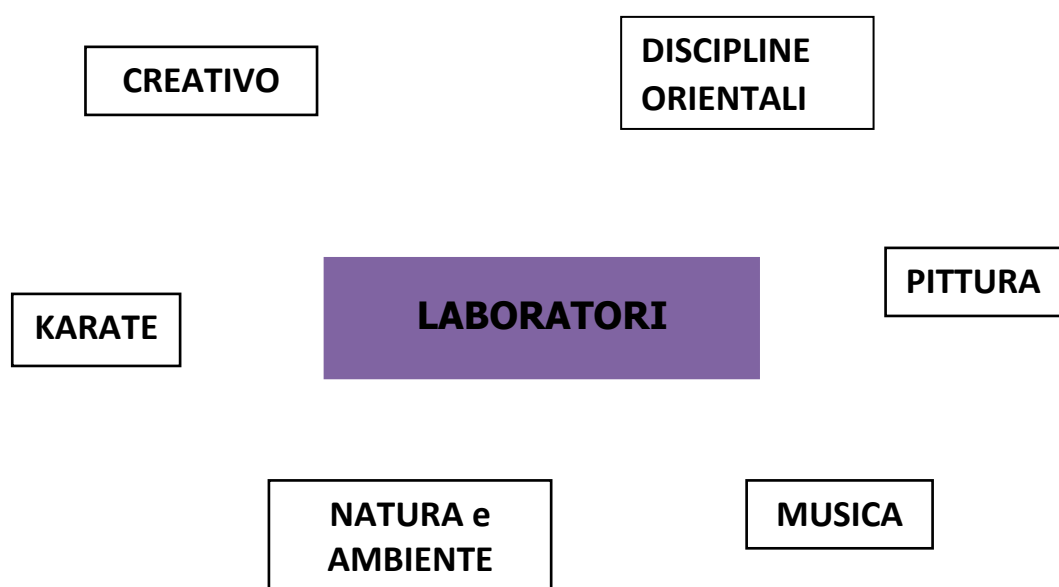 CREATIVO
DISCIPLINE
ORIENTALI
PITTURA
LABORATORI
KARATE
NATURA e
AMBIENTE
MUSICA